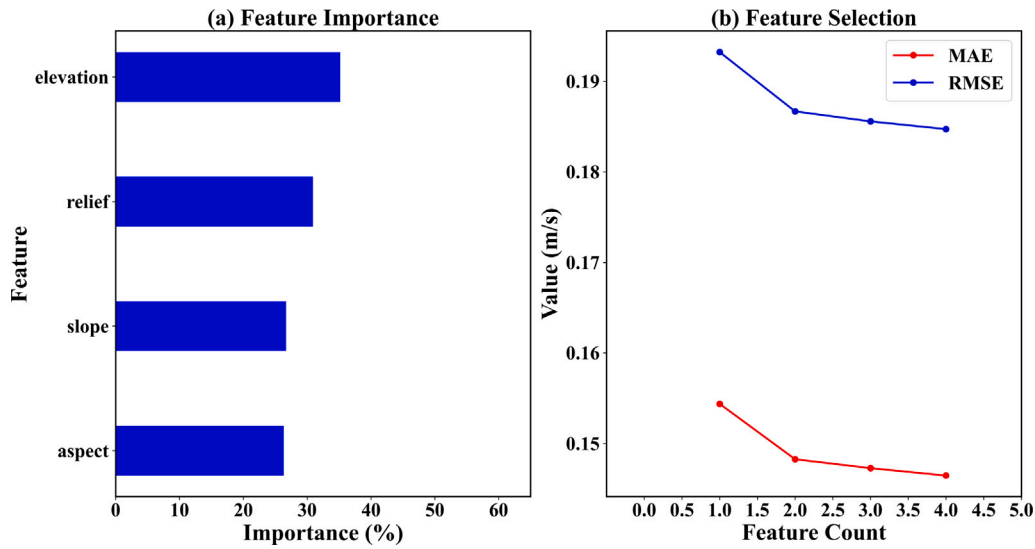 (a) Feature Importance
elevation
relief
slope
aspect
Feature
0 10 20 30 40 50 60
Importance (%)
(b) Feature Selection
MAE
RMSE
0.19
0.18
0.17
0.16
0.15
Value (m/s)
0.0 0.5 1.0 1.5 2.0 2.5 3.0 3.5 4.0 4.5 5.0
Feature Count